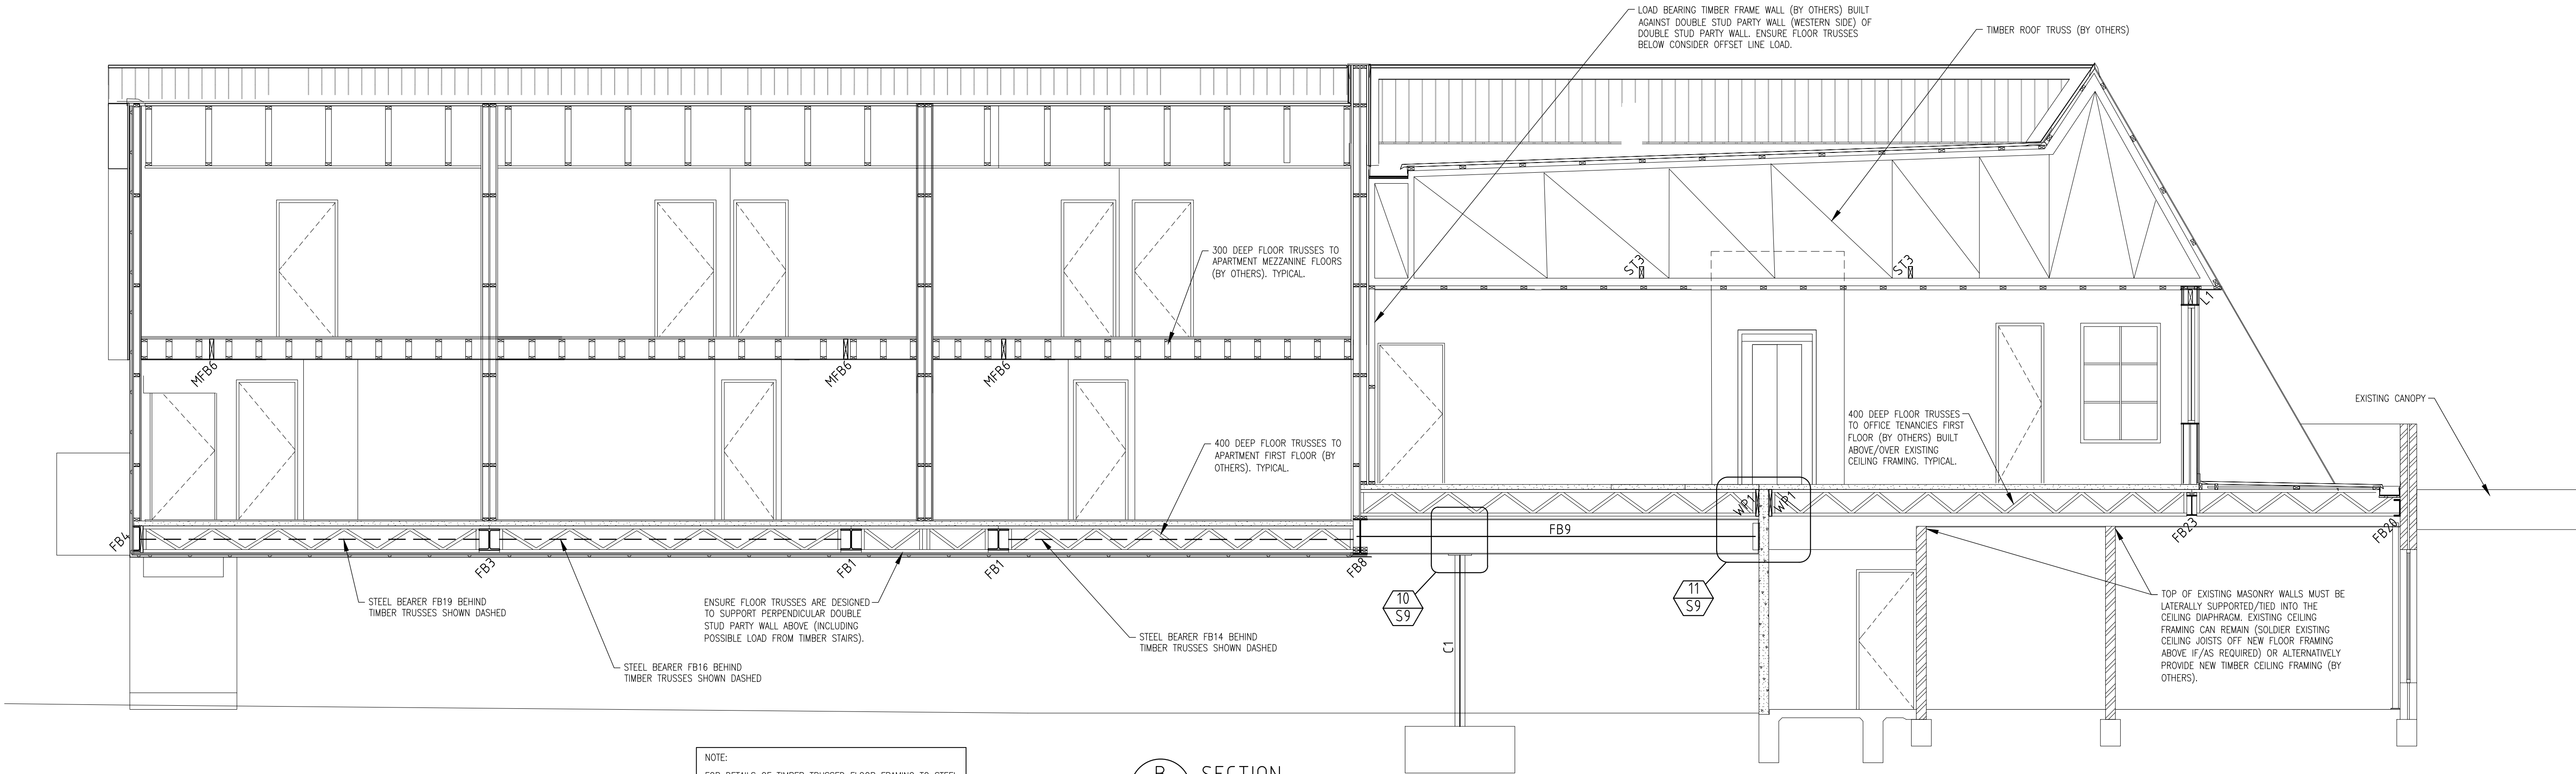 LOAD BEARING TIMBER FRAME WALL (BY OTHERS) BUILT
AGAINST DOUBLE STUD PARTY WALL (WESTERN SIDE) OF
DOUBLE STUD PARTY WALL. ENSURE FLOOR TRUSSES
BELOW CONSIDER OFFSET LINE LOAD.
TIMBER ROOF TRUSS (BY OTHERS)
300 DEEP FLOOR TRUSSES TO
APARTMENT MEZZANINE FLOORS
(BY OTHERS). TYPICAL.
ST3
ST3
L1
MFB6
MFB6
MFB6
EXISTING CANOPY
400 DEEP FLOOR TRUSSES
TO OFFICE TENANCIES FIRST
FLOOR (BY OTHERS) BUILT
ABOVE/OVER EXISTING
CEILING FRAMING. TYPICAL.
400 DEEP FLOOR TRUSSES TO
APARTMENT FIRST FLOOR (BY
OTHERS). TYPICAL.
WP1
WP1
FB4
FB3
FB1
FB1
FB8
FB9
FB23
FB20
10
S9
11
S9
C1
STEEL BEARER FB19 BEHIND
TIMBER TRUSSES SHOWN DASHED
ENSURE FLOOR TRUSSES ARE DESIGNED
TO SUPPORT PERPENDICULAR DOUBLE
STUD PARTY WALL ABOVE (INCLUDING
POSSIBLE LOAD FROM TIMBER STAIRS).
STEEL BEARER FB14 BEHIND
TIMBER TRUSSES SHOWN DASHED
STEEL BEARER FB16 BEHIND
TIMBER TRUSSES SHOWN DASHED
TOP OF EXISTING MASONRY WALLS MUST BE
LATERALLY SUPPORTED/TIED INTO THE
CEILING DIAPHRAGM. EXISTING CEILING
FRAMING CAN REMAIN (SOLDIER EXISTING
CEILING JOISTS OFF NEW FLOOR FRAMING
ABOVE IF/AS REQUIRED) OR ALTERNATIVELY
PROVIDE NEW TIMBER CEILING FRAMING (BY
OTHERS).
NOTE:
FOR DETAILS OF TIMBER TRUSSED FLOOR FRAMING TO STEEL
B
SECTION